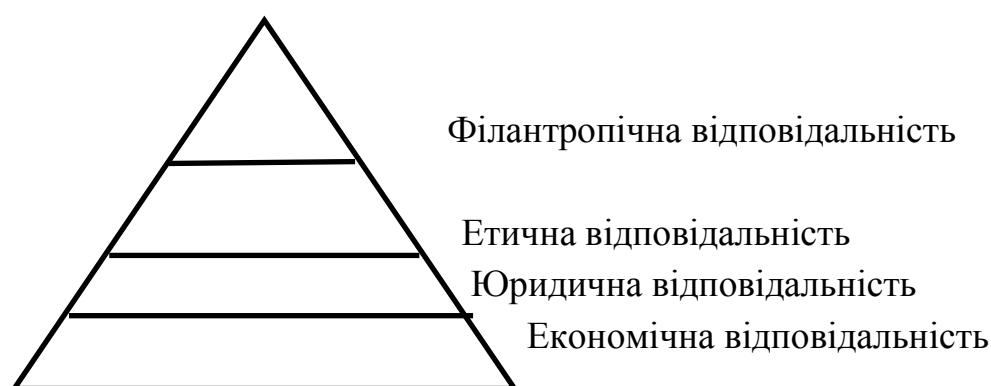 Філантропічна відповідальність
Етична відповідальність
Юридична відповідальність
Економічна відповідальність